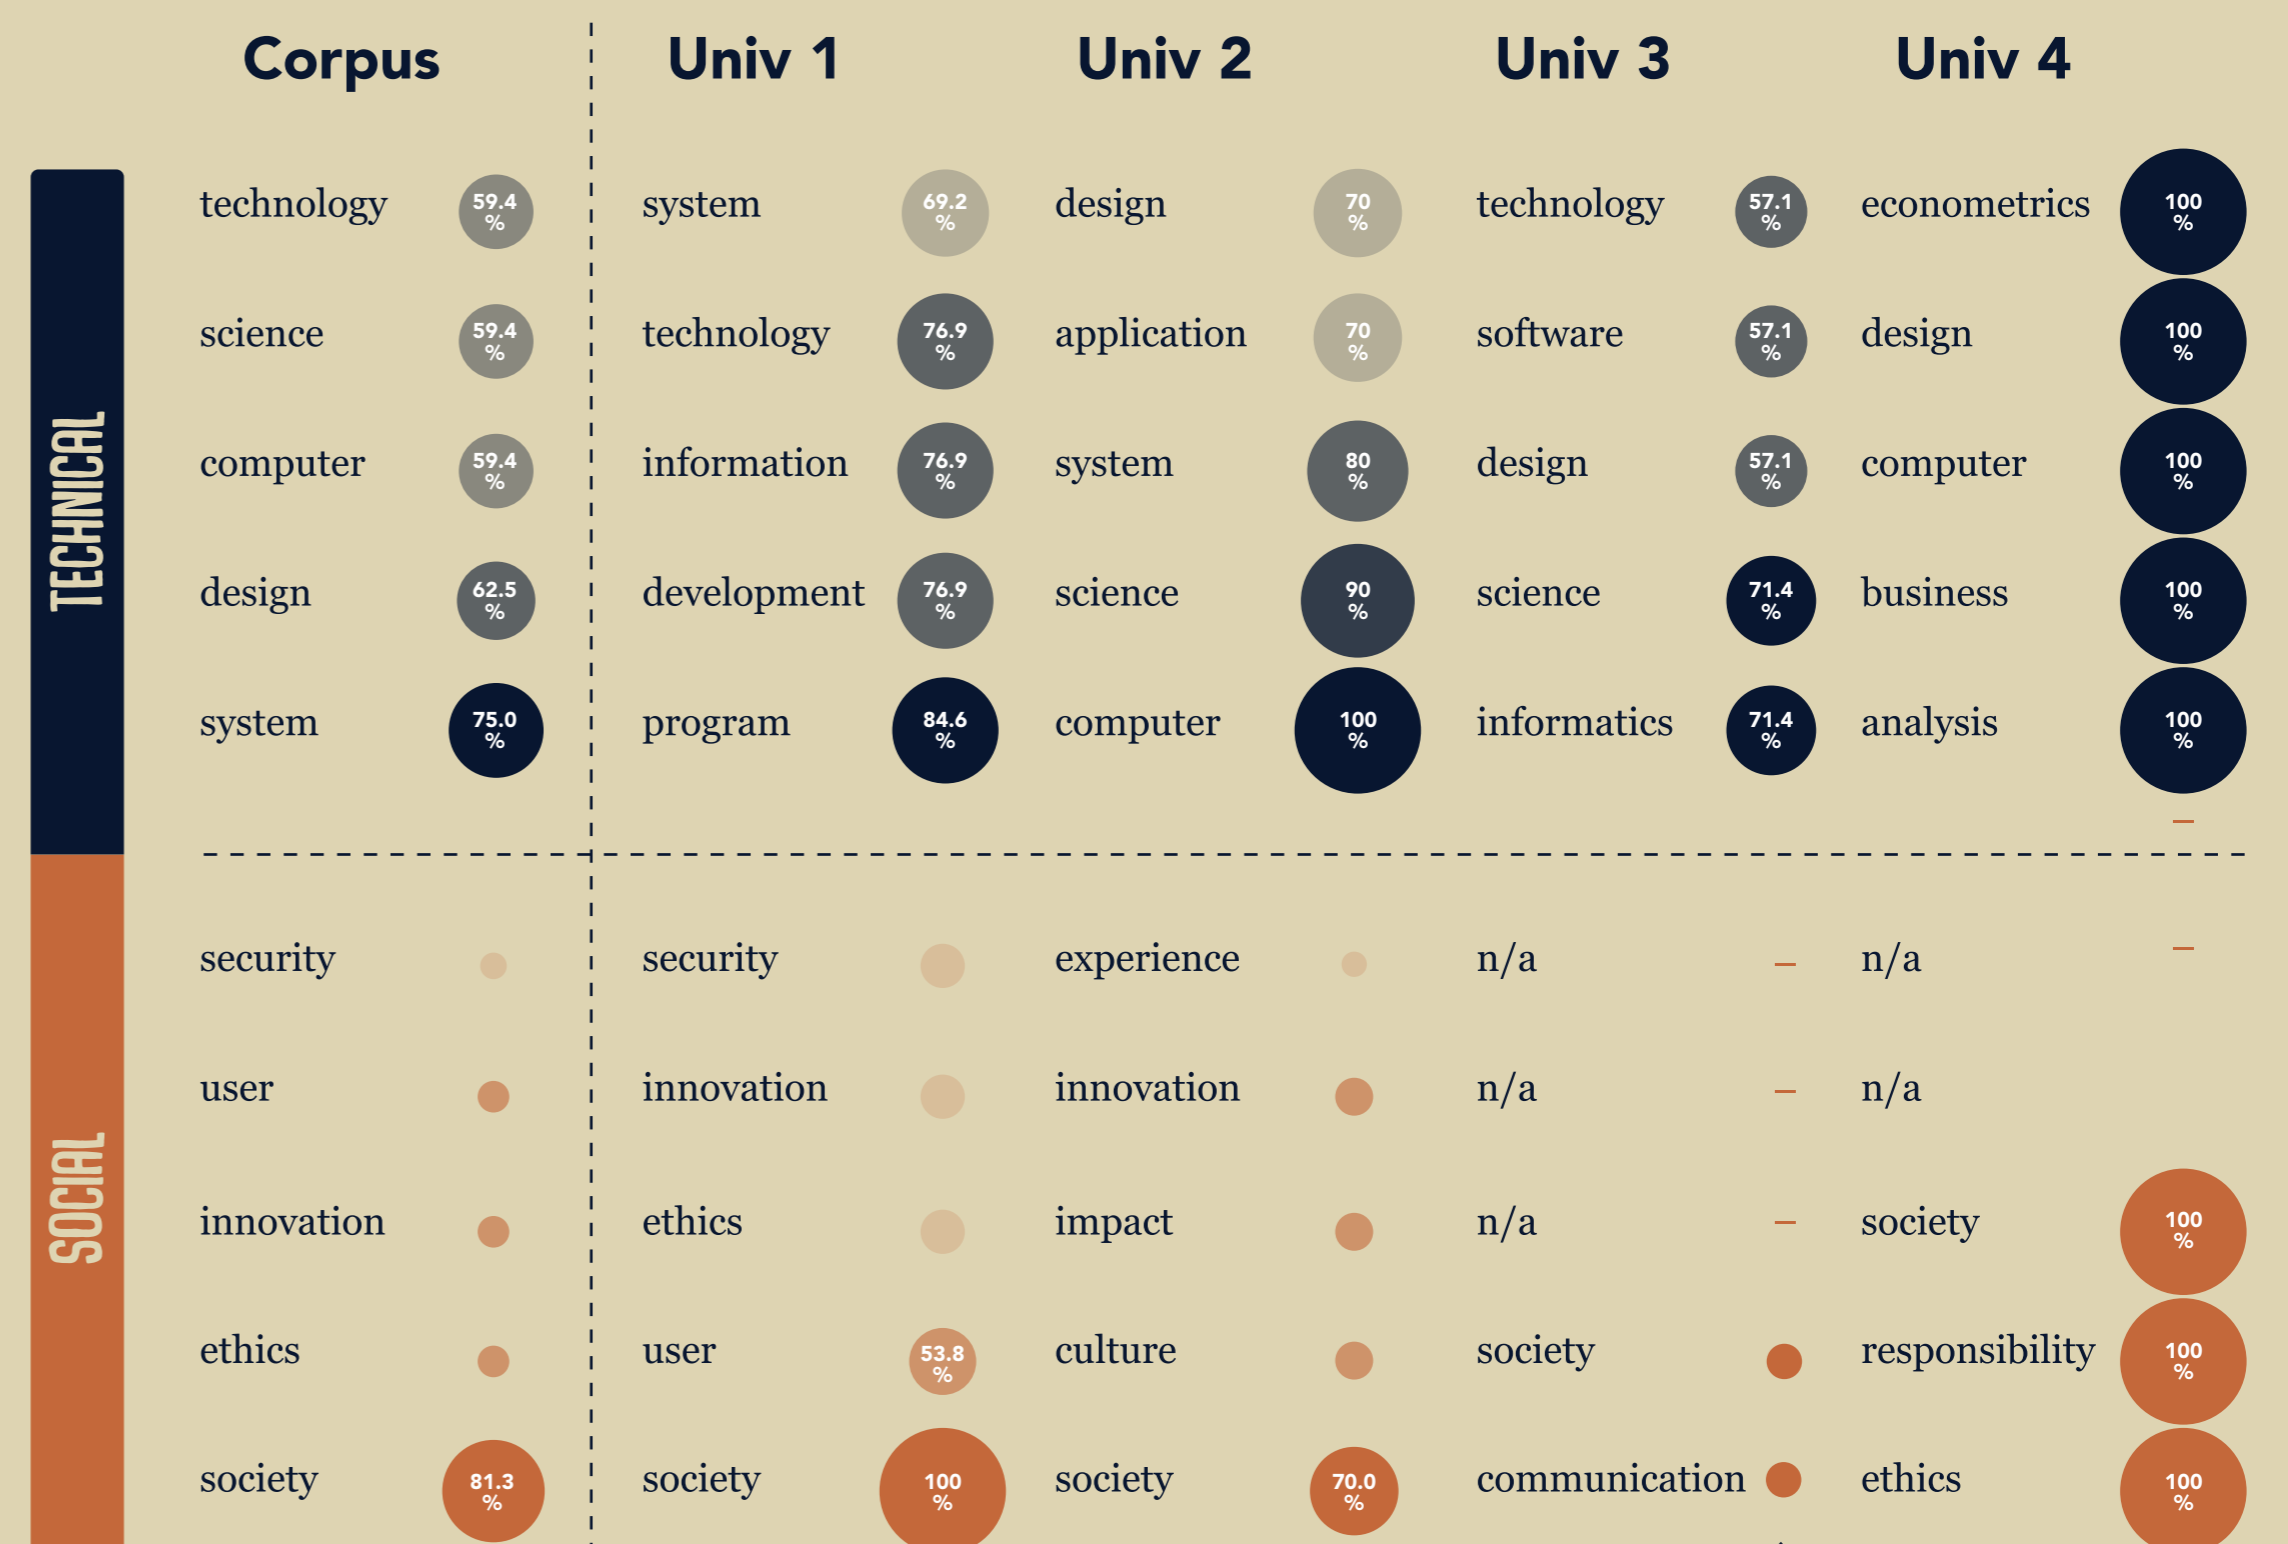 Corpus Univ 1 Univ 2 Univ 3 Univ 4
TECHNICAL
technology 59.4 % system 69.2 % design 70 % technology 57.1 % econometrics 100 %
science 59.4 % technology 76.9 % application 70 % software 57.1 % design 100 %
computer 59.4 % information 76.9 % system 80 % design 57.1 % computer 100 %
design 62.5 % development 76.9 % science 90 % science 71.4 % business 100 %
system 75.0 % program 84.6 % computer 100 % informatics 71.4 % analysis 100 %
SOCIAL
security security experience n/a n/a
user innovation innovation n/a n/a
innovation ethics impact n/a society 100 %
ethics user 53.8 % culture society responsibility 100 %
society 81.3 % society 100 % society 70.0 % communication ethics 100 %